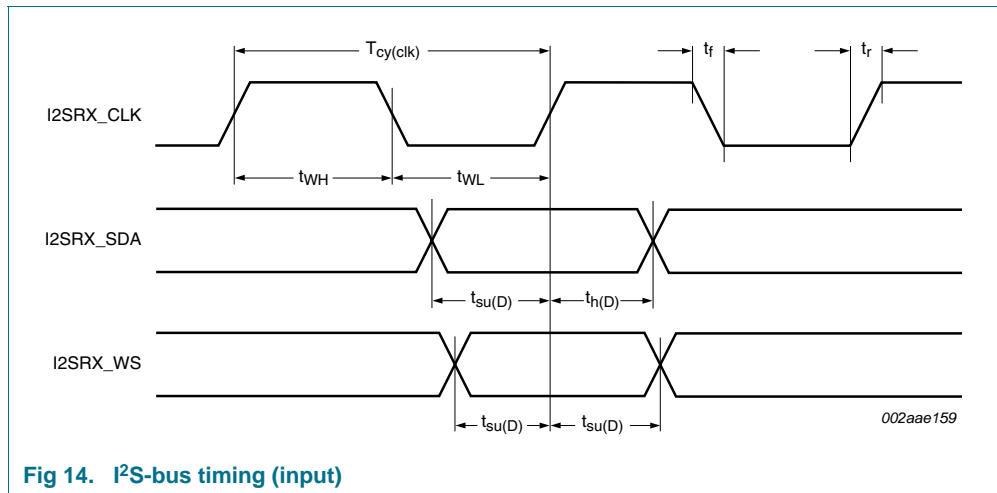 Tcy(clk)
tf
tr
I2SRX_CLK
tWH
tWL
I2SRX_SDA
tsu(D)
th(D)
I2SRX_WS
tsu(D)
tsu(D)
002aae159
Fig 14. I²S-bus timing (input)